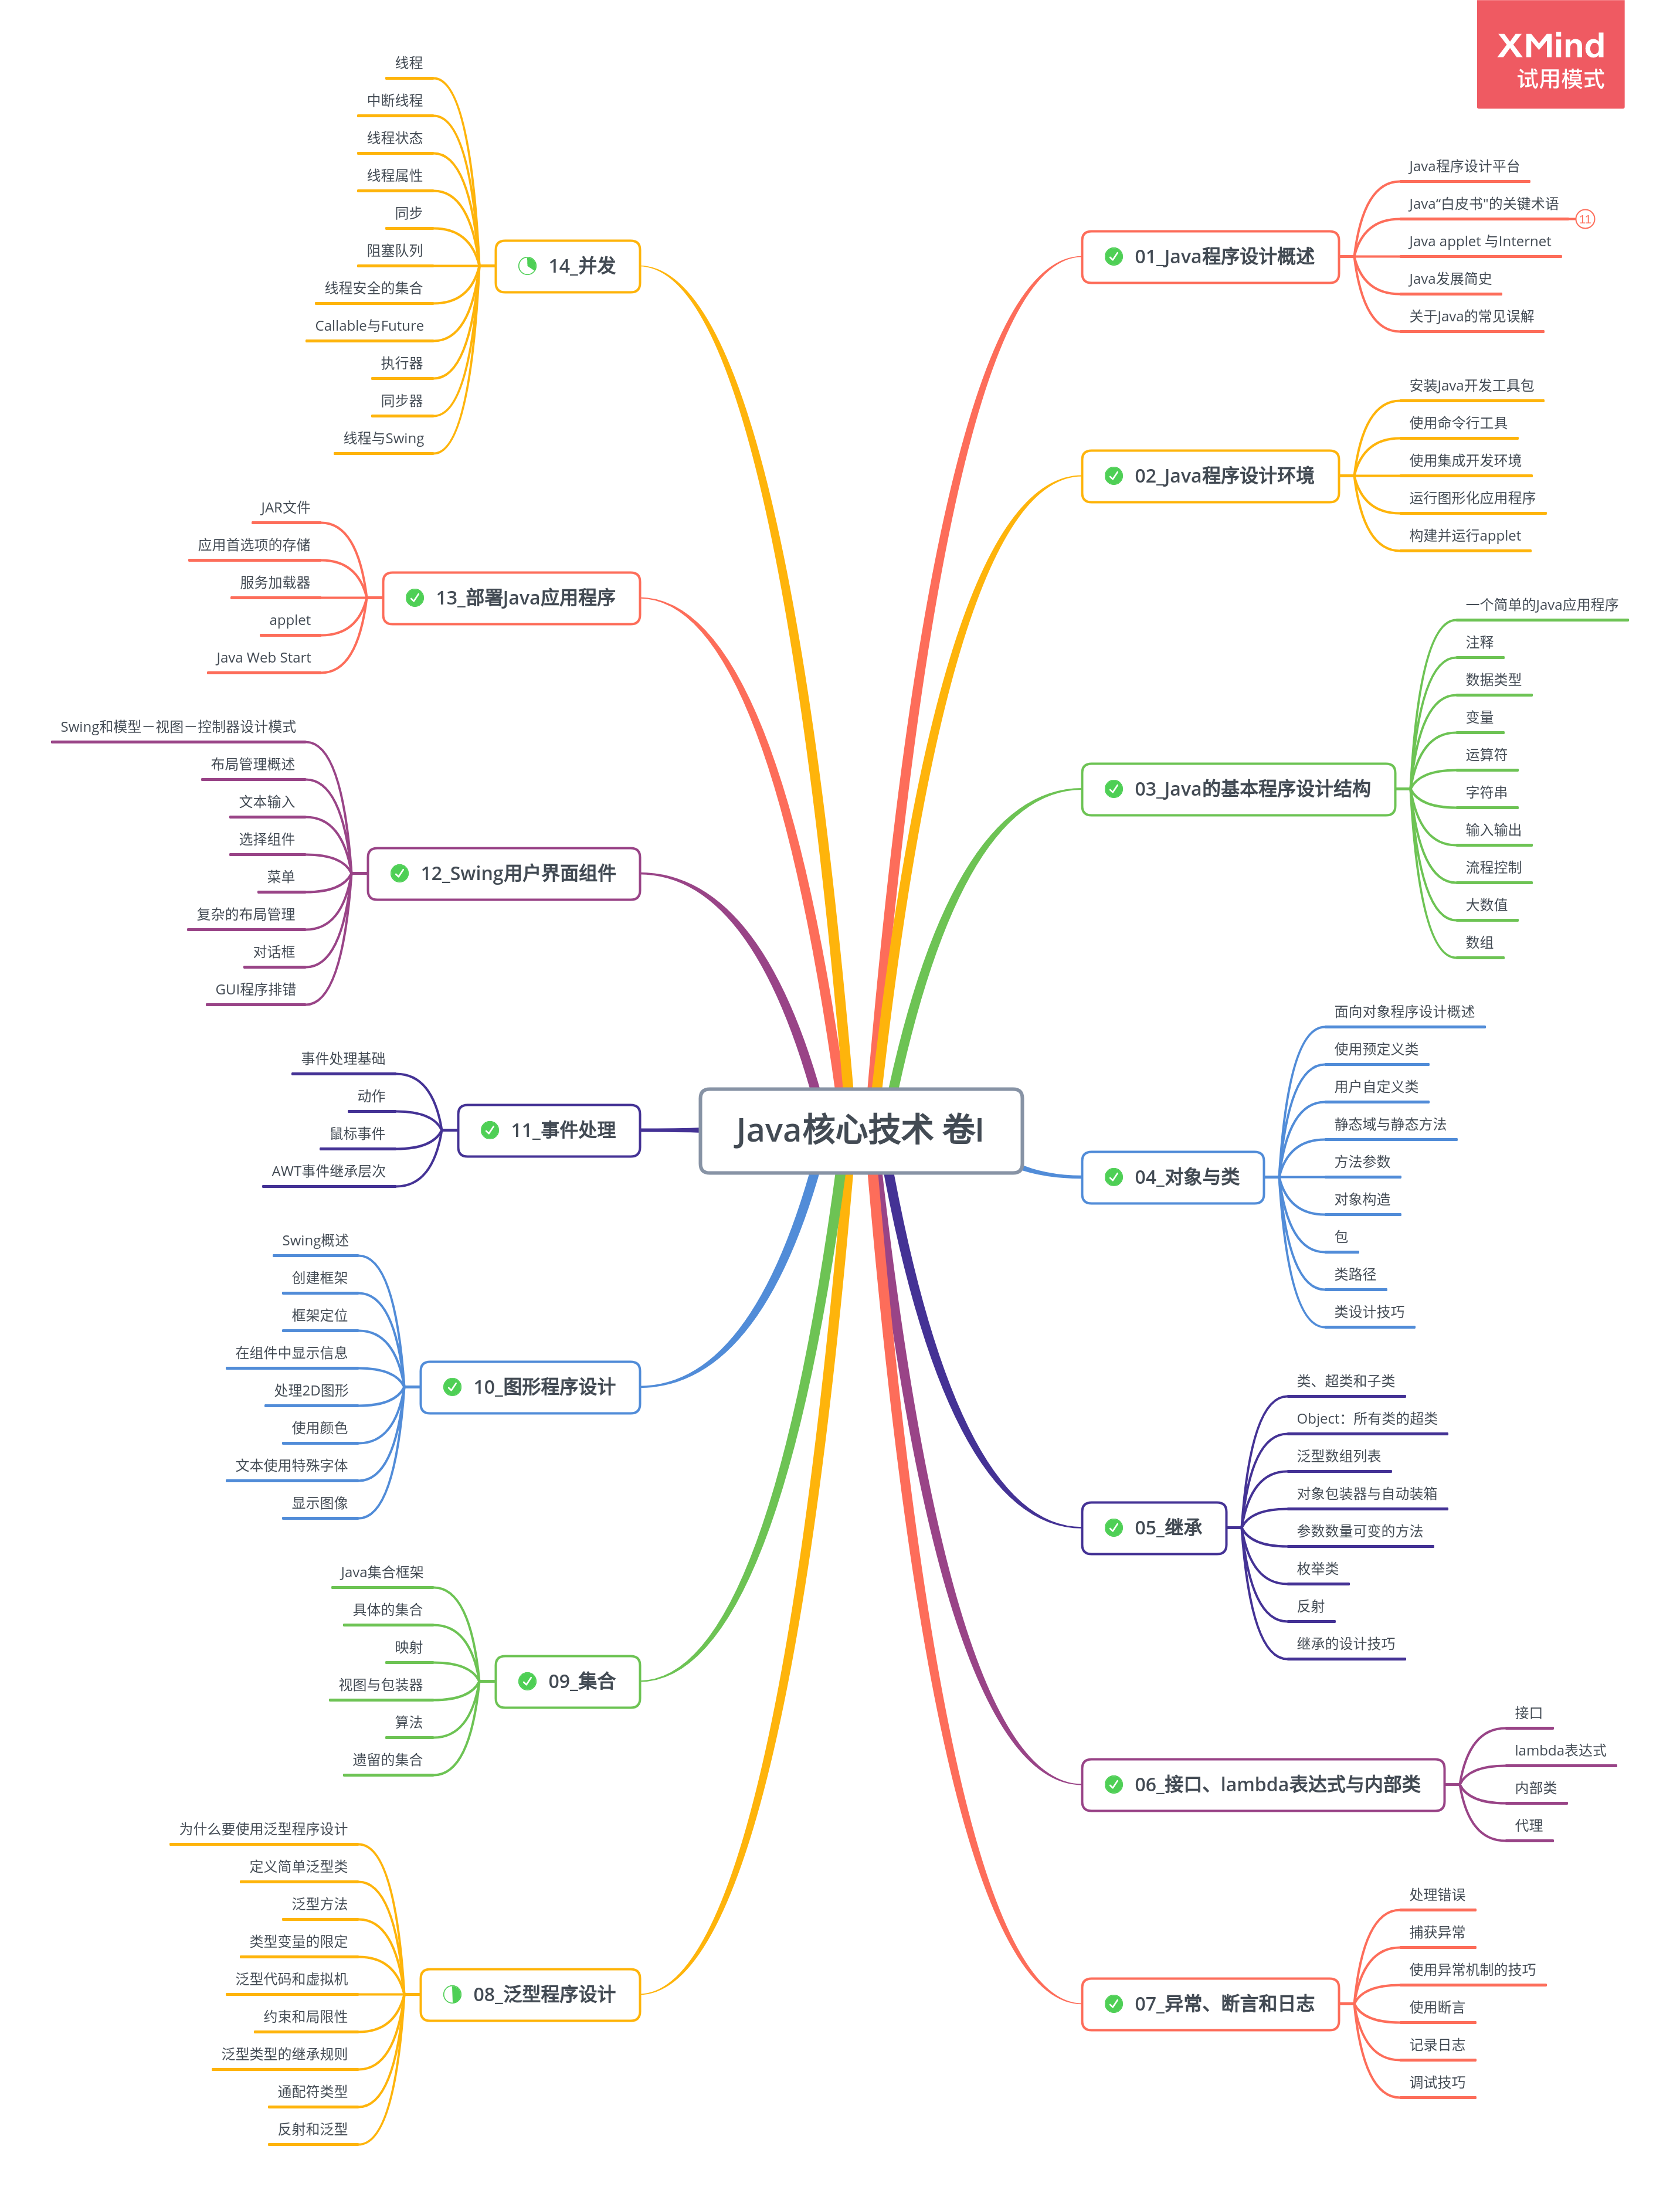 XMind
试用模式
Java核心技术 卷I
01_Java程序设计概述
Java程序设计平台
Java“白皮书"的关键术语
11
Java applet 与Internet
Java发展简史
关于Java的常见误解
02_Java程序设计环境
安装Java开发工具包
使用命令行工具
使用集成开发环境
运行图形化应用程序
构建并运行applet
03_Java的基本程序设计结构
一个简单的Java应用程序
注释
数据类型
变量
运算符
字符串
输入输出
流程控制
大数值
数组
04_对象与类
面向对象程序设计概述
使用预定义类
用户自定义类
静态域与静态方法
方法参数
对象构造
包
类路径
类设计技巧
05_继承
类、超类和子类
Object：所有类的超类
泛型数组列表
对象包装器与自动装箱
参数数量可变的方法
枚举类
反射
继承的设计技巧
06_接口、lambda表达式与内部类
接口
lambda表达式
内部类
代理
07_异常、断言和日志
处理错误
捕获异常
使用异常机制的技巧
使用断言
记录日志
调试技巧
08_泛型程序设计
为什么要使用泛型程序设计
定义简单泛型类
泛型方法
类型变量的限定
泛型代码和虚拟机
约束和局限性
泛型类型的继承规则
通配符类型
反射和泛型
09_集合
Java集合框架
具体的集合
映射
视图与包装器
算法
遗留的集合
10_图形程序设计
Swing概述
创建框架
框架定位
在组件中显示信息
处理2D图形
使用颜色
文本使用特殊字体
显示图像
11_事件处理
事件处理基础
动作
鼠标事件
AWT事件继承层次
12_Swing用户界面组件
Swing和模型－视图－控制器设计模式
布局管理概述
文本输入
选择组件
菜单
复杂的布局管理
对话框
GUI程序排错
13_部署Java应用程序
JAR文件
应用首选项的存储
服务加载器
applet
Java Web Start
14_并发
线程
中断线程
线程状态
线程属性
同步
阻塞队列
线程安全的集合
Callable与Future
执行器
同步器
线程与Swing